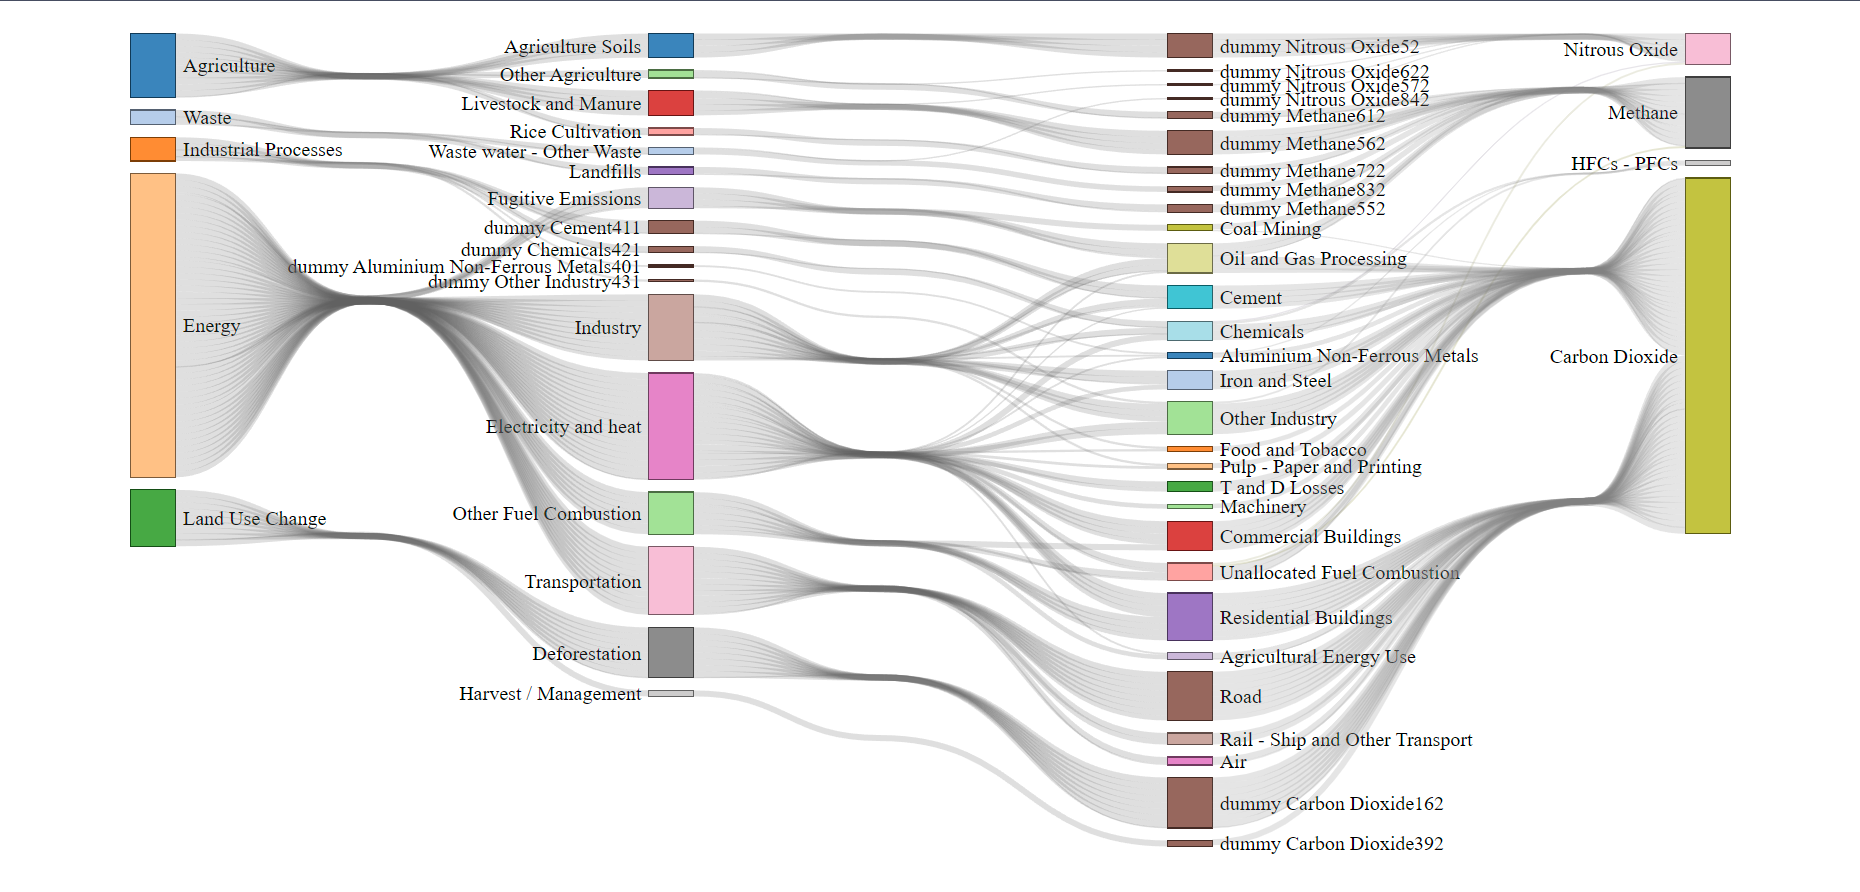 Agriculture
Waste
Industrial Processes
Energy
Land Use Change
Agriculture Soils
Other Agriculture
Livestock and Manure
Rice Cultivation
Waste water - Other Waste
Landfills
Fugitive Emissions
dummy Cement411
dummy Chemicals421
dummy Aluminium Non-Ferrous Metals401
dummy Other Industry431
Industry
Electricity and heat
Other Fuel Combustion
Transportation
Deforestation
Harvest / Management
dummy Nitrous Oxide52
dummy Nitrous Oxide622
dummy Nitrous Oxide572
dummy Nitrous Oxide842
dummy Methane612
dummy Methane562
dummy Methane722
dummy Methane832
dummy Methane552
Coal Mining
Oil and Gas Processing
Cement
Chemicals
Aluminium Non-Ferrous Metals
Iron and Steel
Other Industry
Food and Tobacco
Pulp - Paper and Printing
T and D Losses
Machinery
Commercial Buildings
Unallocated Fuel Combustion
Residential Buildings
Agricultural Energy Use
Road
Rail - Ship and Other Transport
Air
dummy Carbon Dioxide162
dummy Carbon Dioxide392
Nitrous Oxide
Methane
HFCs - PFCs
Carbon Dioxide